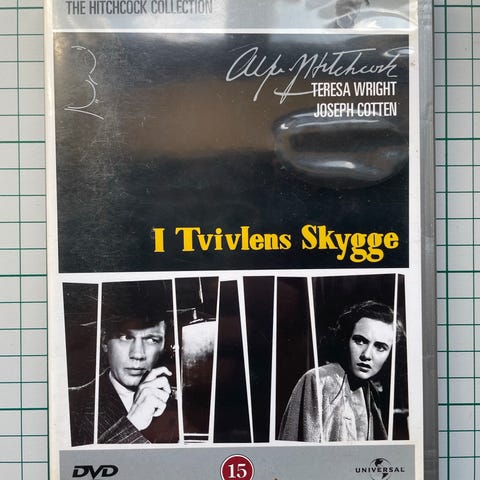 THE HITCHCOCK COLLECTION
Alfred Hitchcock
TERESA WRIGHT
JOSEPH COTTEN
I Tvivlens Skygge
DVD
15
UNIVERSAL